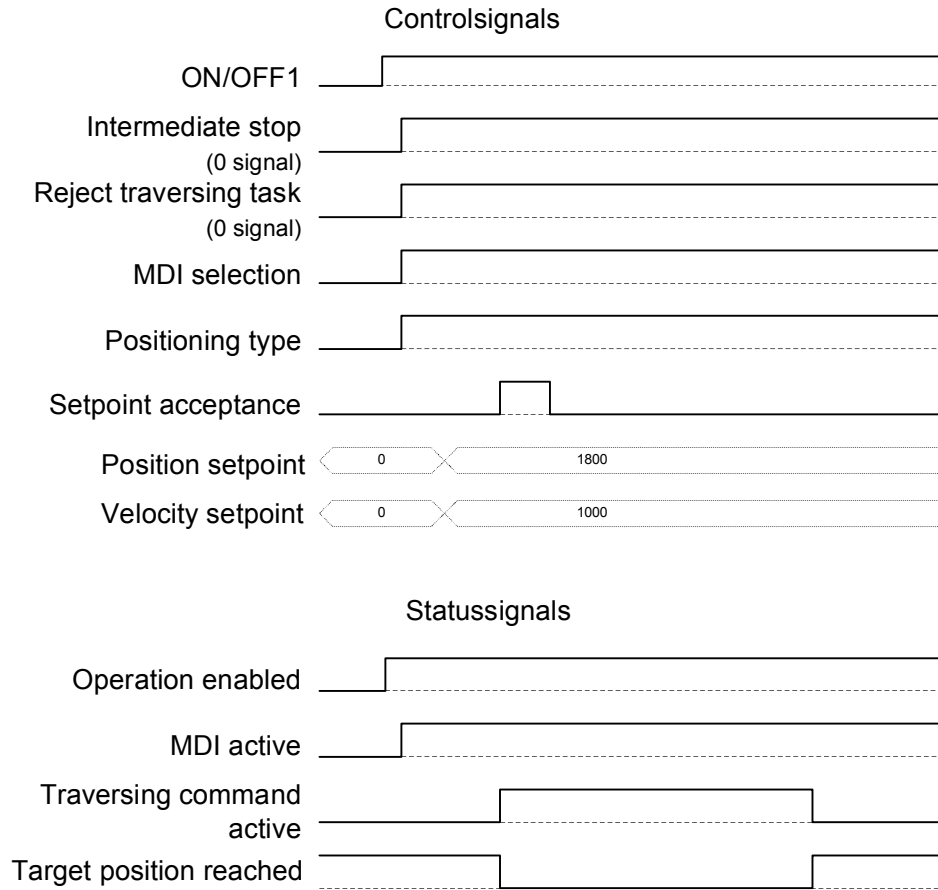 Controlsignals
ON/OFF1
Intermediate stop
(0 signal)
Reject traversing task
(0 signal)
MDI selection
Positioning type
Setpoint acceptance
Position setpoint 0 1800
Velocity setpoint 0 1000
Statussignals
Operation enabled
MDI active
Traversing command
active
Target position reached